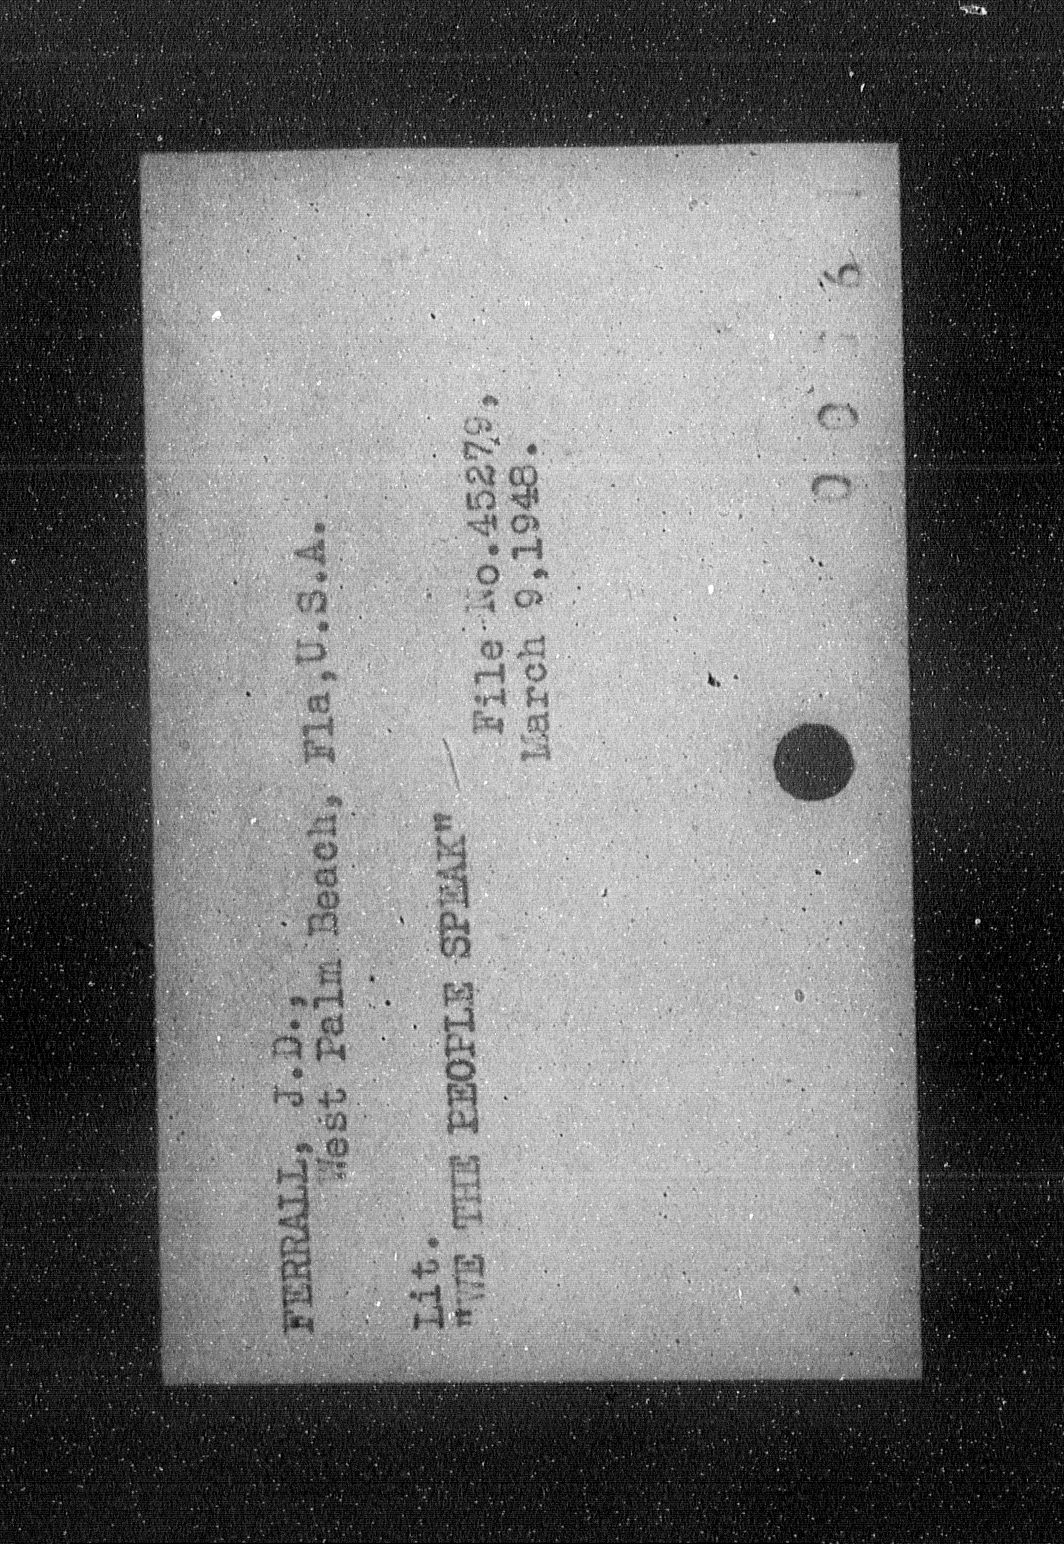 FERRALL, J.D.,
West Palm Beach, Fla,U.S.A.
Lit.
"WE THE PEOPLE SPEAK"
File No.45279,
March 9,1948.